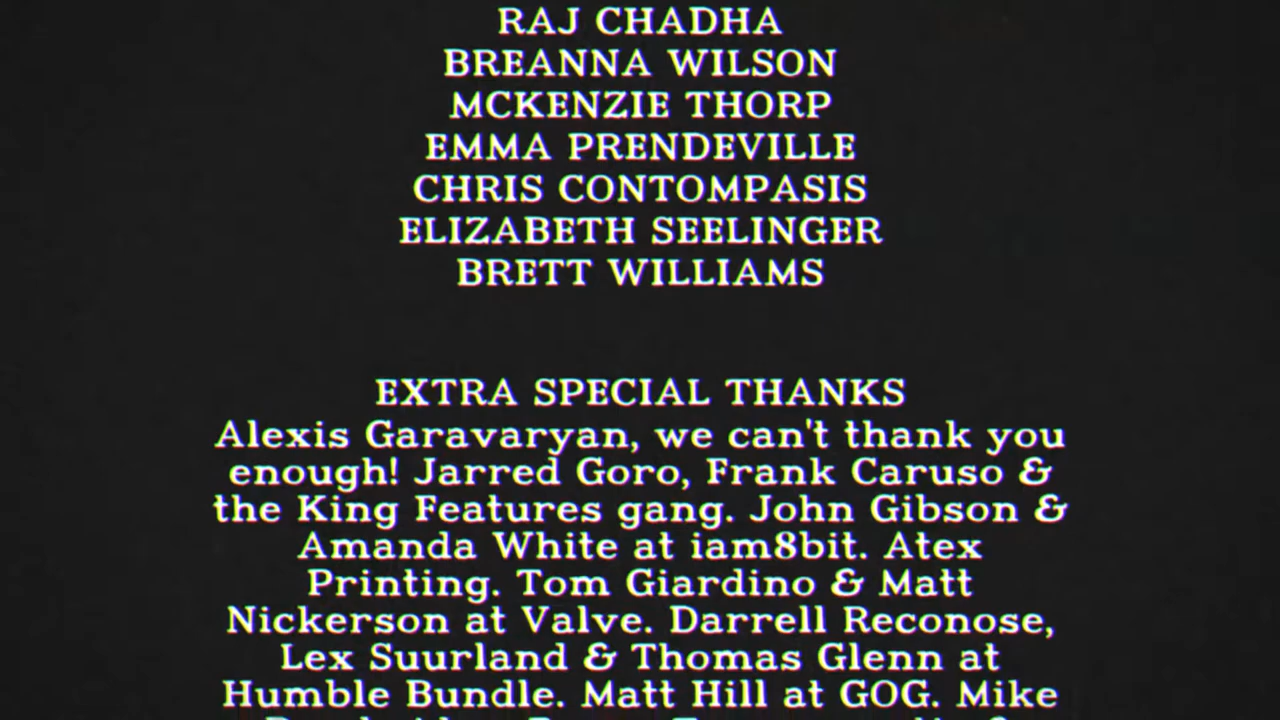 RAJ CHADHA
BREANNA WILSON
MCKENZIE THORP
EMMA PRENDEVILLE
CHRIS CONTOMPASIS
ELIZABETH SEELINGER
BRETT WILLIAMS
EXTRA SPECIAL THANKS
Alexis Garavaryan, we can't thank you
enough! Jarred Goro, Frank Caruso &
the King Features gang. John Gibson &
Amanda White at iam8bit. Atex
Printing. Tom Giardino & Matt
Nickerson at Valve. Darrell Reconose,
Lex Suurland & Thomas Glenn at
Humble Bundle. Matt Hill at GOG. Mike